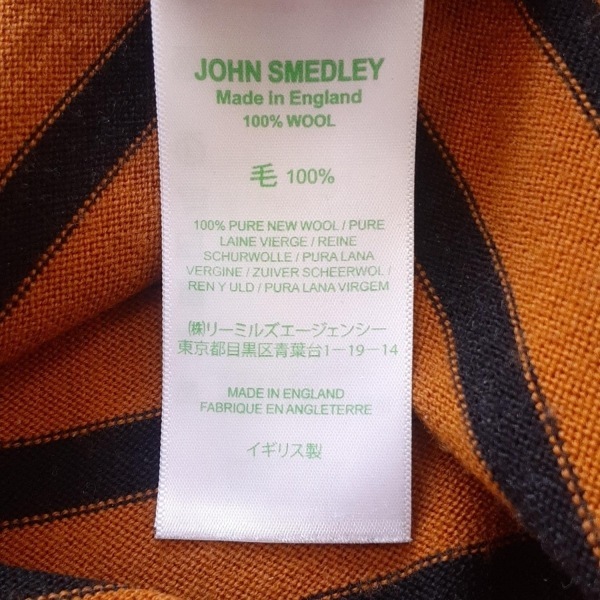 JOHN SMEDLEY
Made in England
100% WOOL
毛 100%
100% PURE NEW WOOL / PURE
LAINE VIERGE / REINE
SCHURWOLLE / PURA LANA
VERGINE / ZUIVER SCHEERWOL /
REN Y ULD / PURA LANA VIRGEM
㈱リーミルズエージェンシー
東京都目黒区青葉台1-19-14
MADE IN ENGLAND
FABRIQUE EN ANGLETERRE
イギリス製